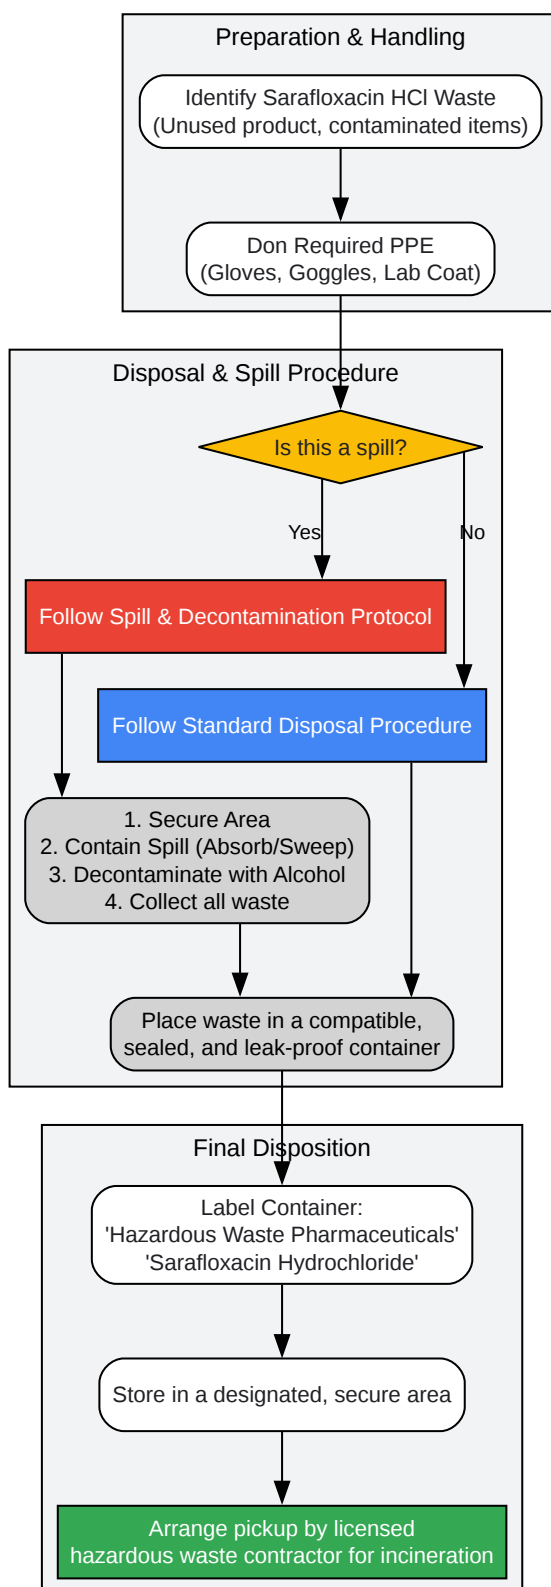 Preparation & Handling
Identify Sarafloxacin HCl Waste
(Unused product, contaminated items)
Don Required PPE
(Gloves, Goggles, Lab Coat)
Disposal & Spill Procedure
Is this a spill?
Yes
No
Follow Spill & Decontamination Protocol
Follow Standard Disposal Procedure
1. Secure Area
2. Contain Spill (Absorb/Sweep)
3. Decontaminate with Alcohol
4. Collect all waste
Place waste in a compatible,
sealed, and leak-proof container
Final Disposition
Label Container:
'Hazardous Waste Pharmaceuticals'
'Sarafloxacin Hydrochloride'
Store in a designated, secure area
Arrange pickup by licensed
hazardous waste contractor for incineration